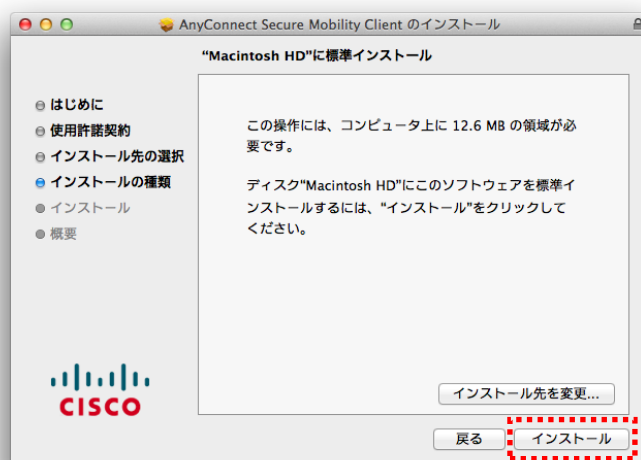 AnyConnect Secure Mobility Client のインストール
“Macintosh HD”に標準インストール
はじめに
使用許諾契約
インストール先の選択
インストールの種類
インストール
概要
この操作には、コンピュータ上に 12.6 MB の領域が必
要です。
ディスク“Macintosh HD”にこのソフトウェアを標準イ
ンストールするには、“インストール”をクリックして
ください。
CISCO
インストール先を変更...
戻る
インストール